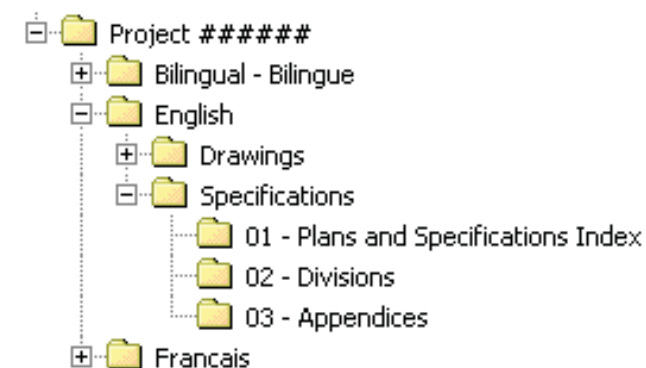 Project ######
Bilingual - Bilingue
English
Drawings
Specifications
01 - Plans and Specifications Index
02 - Divisions
03 - Appendices
Francais